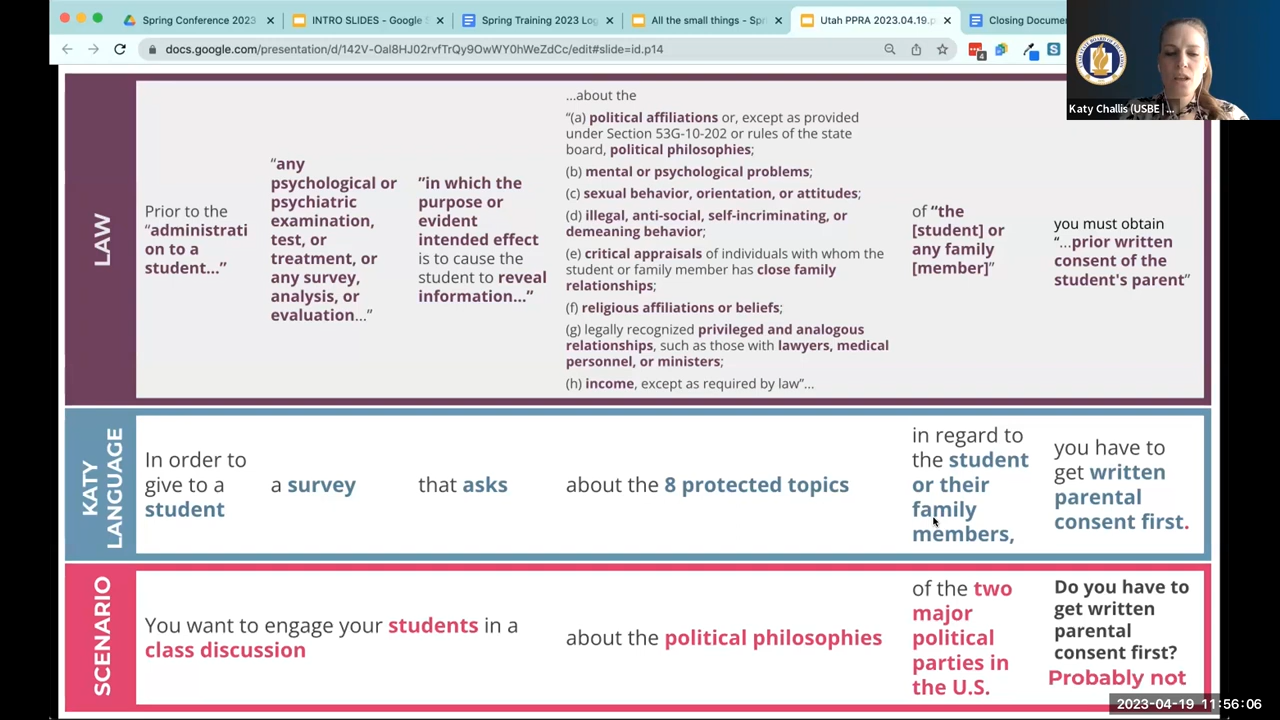 Spring Conference 2023
INTRO SLIDES - Google S
Spring Training 2023 Log
All the small things - Spr
Utah PPRA 2023.04.19.p
Closing Docume
docs.google.com/presentation/d/142V-OaI8PJ02rvfTrQy9OwWY0hWeZdCc/edit#slide=id.p14
4
S
Katy Challis (USBE |...
LAW
Prior to the
“administrati
on to a
student...”
“any
psychological or
psychiatric
examination,
test, or
treatment, or
any survey,
analysis, or
evaluation...”
”in which the
purpose or
evident
intended effect
is to cause the
student to reveal
information...”
...about the
“(a) political affiliations or, except as provided
under Section 53G-10-202 or rules of the state
board, political philosophies;
(b) mental or psychological problems;
(c) sexual behavior, orientation, or attitudes;
(d) illegal, anti-social, self-incriminating, or
demeaning behavior;
(e) critical appraisals of individuals with whom the
student or family member has close family
relationships;
(f) religious affiliations or beliefs;
(g) legally recognized privileged and analogous
relationships, such as those with lawyers, medical
personnel, or ministers;
(h) income, except as required by law”...
of “the
[student] or
any family
[member]”
you must obtain
“...prior written
consent of the
student's parent”
KATY
LANGUAGE
In order to
give to a
student
a survey
that asks
about the 8 protected topics
in regard to
the student
or their
family
members,
you have to
get written
parental
consent first.
SCENARIO
You want to engage your students in a
class discussion
about the political philosophies
of the two
major
political
parties in
the U.S.
Do you have to
get written
parental
consent first?
Probably not
2023-04-19 11:56:06